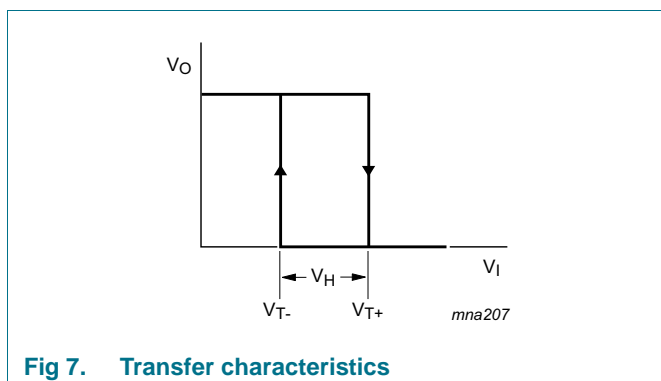 VO
VH
VI
VT-
VT+
mna207
Fig 7. Transfer characteristics